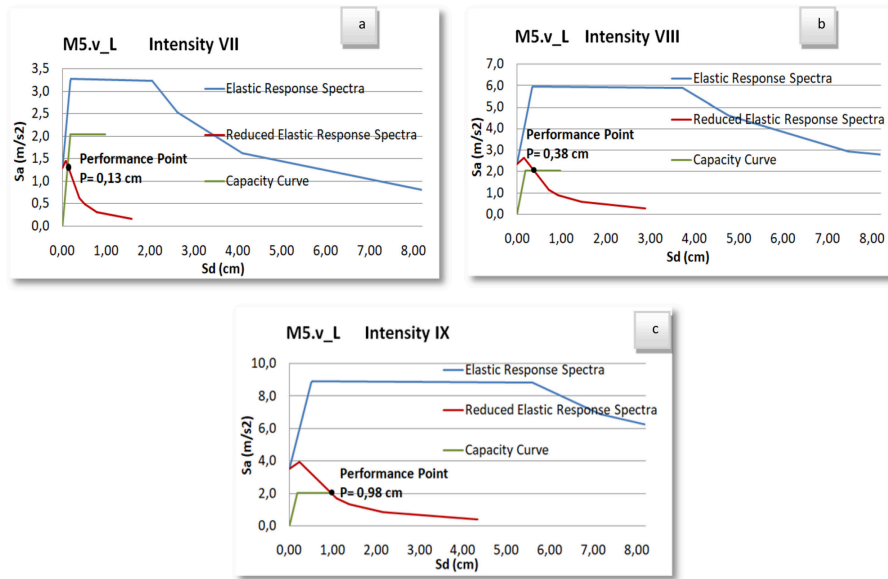 a
M5.v_L Intensity VII
3,5
3,0
2,5
2,0
1,5
1,0
0,5
0,0
Sa (m/s2)
Elastic Response Spectra
Reduced Elastic Response Spectra
Performance Point
P= 0,13 cm
Capacity Curve
0,00 1,00 2,00 3,00 4,00 5,00 6,00 7,00 8,00
Sd (cm)
b
M5.v_L Intensity VIII
7,0
6,0
5,0
4,0
3,0
2,0
1,0
0,0
Sa (m/s2)
Elastic Response Spectra
Reduced Elastic Response Spectra
Performance Point
P= 0,38 cm
Capacity Curve
0,00 1,00 2,00 3,00 4,00 5,00 6,00 7,00 8,00
Sd (cm)
c
M5.v_L Intensity IX
10,0
8,0
6,0
4,0
2,0
0,0
Sa (m/s2)
Elastic Response Spectra
Reduced Elastic Response Spectra
Capacity Curve
Performance Point
P= 0,98 cm
0,00 1,00 2,00 3,00 4,00 5,00 6,00 7,00 8,00
Sd (cm)